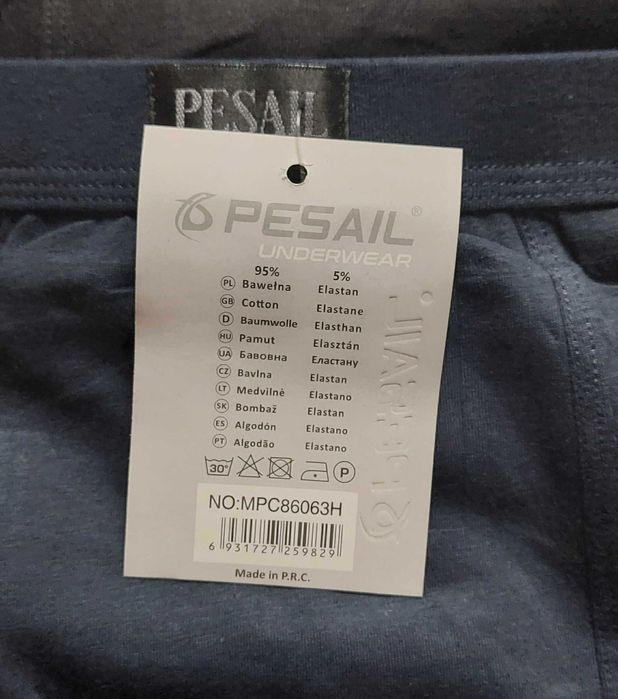 PESAIL
PESAIL®
UNDERWEAR
95% 5%
PL Bawełna Elastan
GB Cotton Elastane
D Baumwolle Elasthan
HU Pamut Elasztán
UA Бавовна Еластану
CZ Bavlna Elastan
LT Medvilnė Elastano
SK Bombaž Elastan
ES Algodón Elastano
PT Algodão Elastano
30° P
NO:MPC86063H
6 931727 259829
Made in P.R.C.
PESAIL